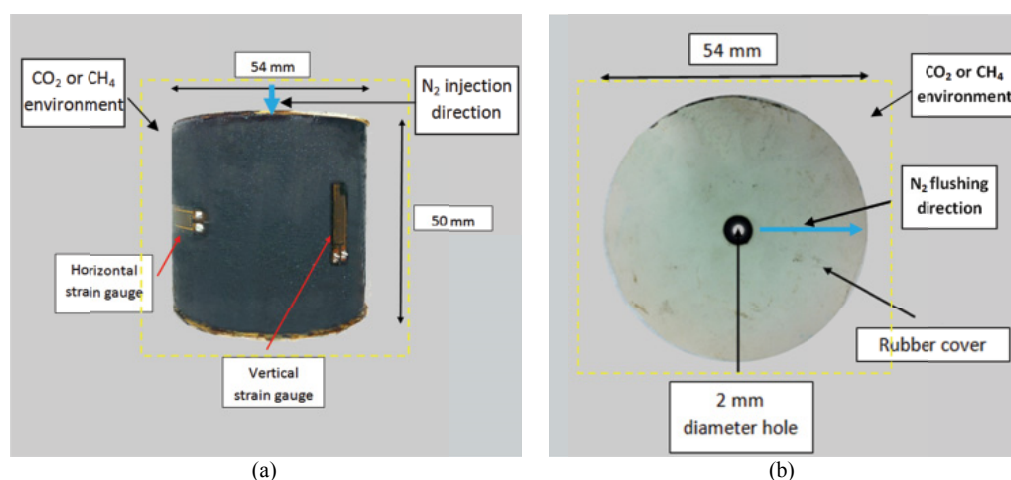 CO₂ or CH₄
environment
54 mm
N₂ injection
direction
50 mm
Horizontal
strain gauge
Vertical
strain gauge
(a)
54 mm
CO₂ or CH₄
environment
N₂ flushing
direction
Rubber cover
2 mm
diameter hole
(b)